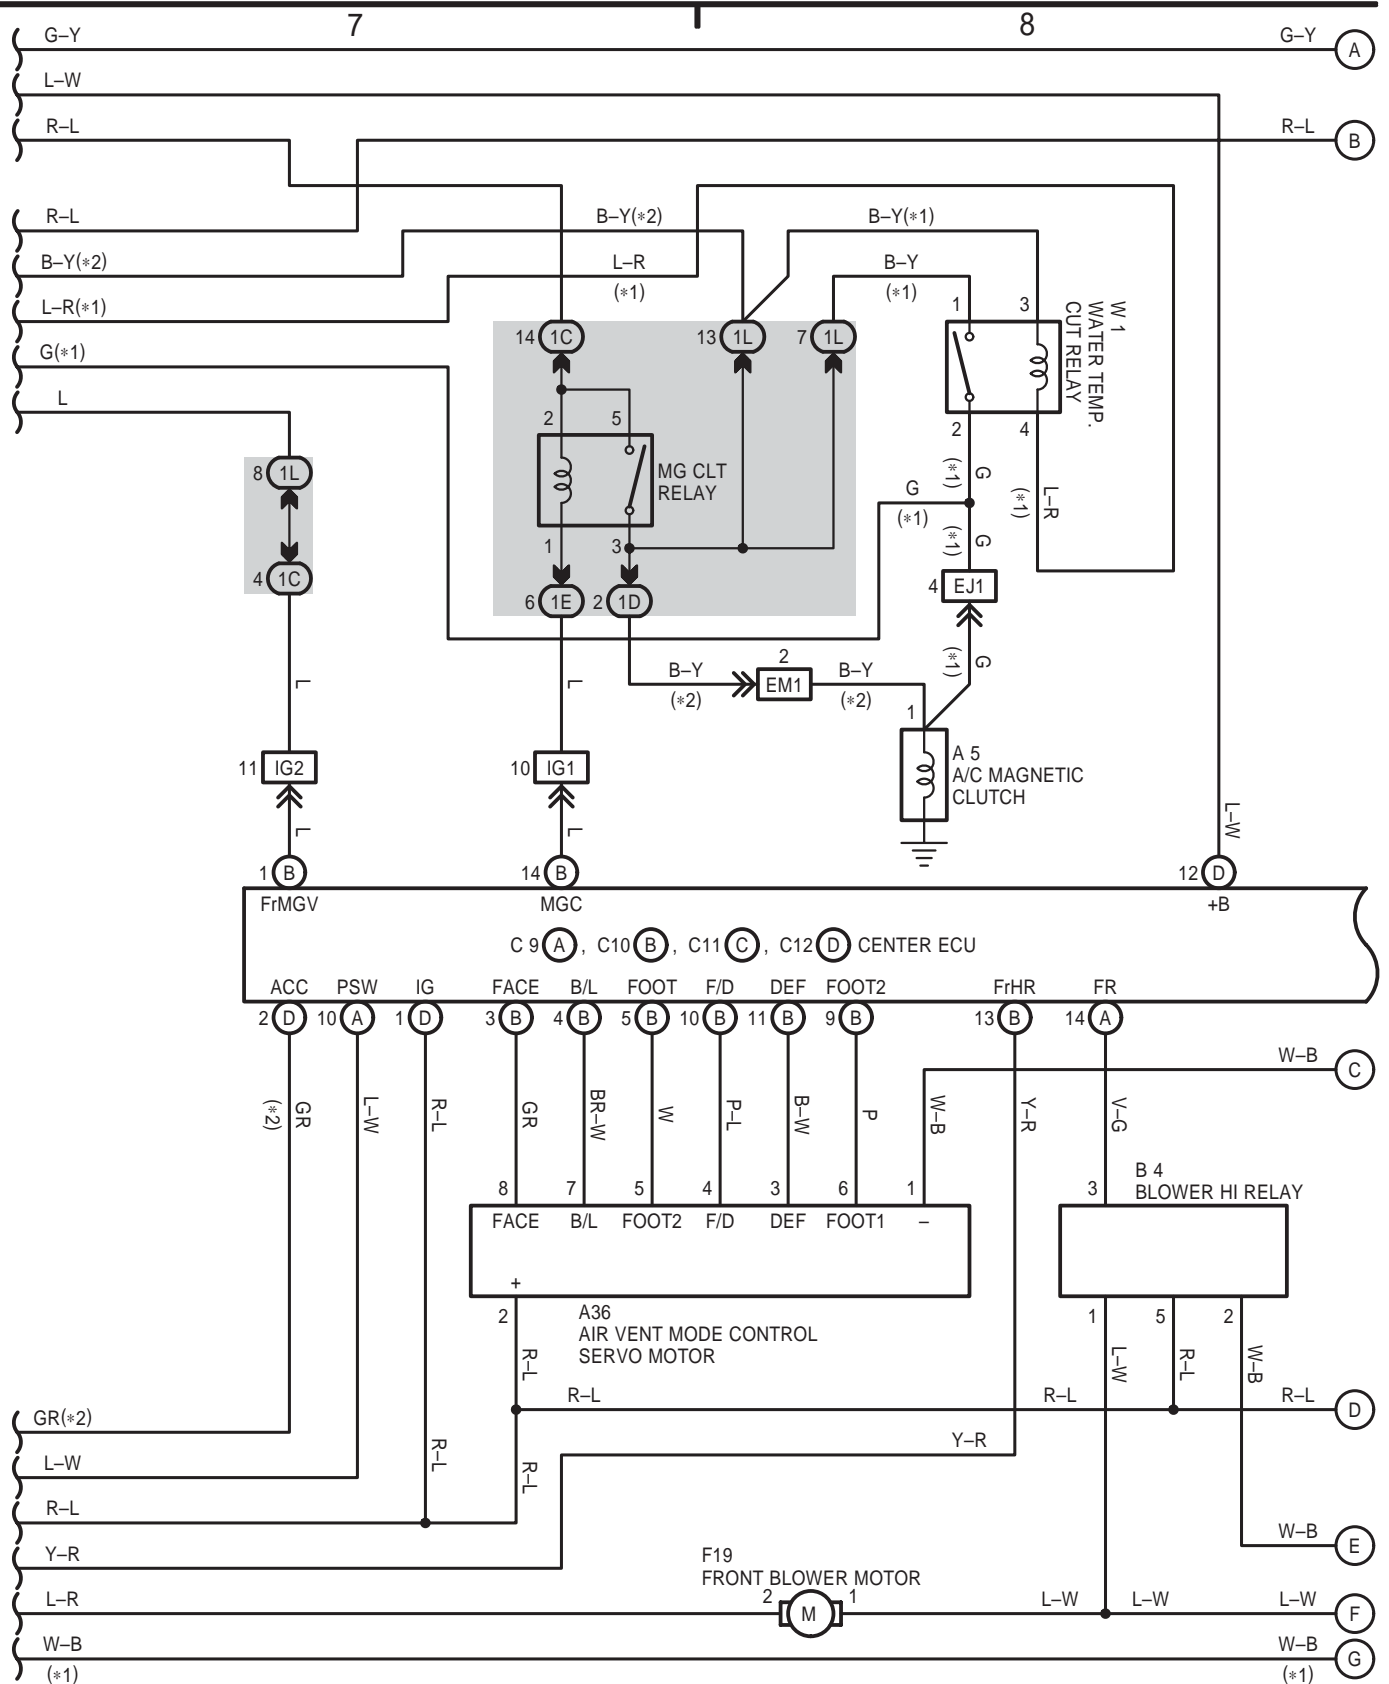 7 8
G–Y G–Y A
L–W
R–L R–L B
R–L B–Y(*2) B–Y(*1)
B–Y(*2) L–R B–Y
(*1) (*1)
L–R(*1) 1 3
W 1
WATER TEMP.
CUT RELAY
14 1C 13 1L 7 1L
G(*1)
L
2 5
2 4
8 1L MG CLT
RELAY
G
(*1)
G
(*1)
L–R
(*1)
G
(*1)
1 3
4 1C 6 1E 2 1D 4 EJ1
G
(*1)
B–Y 2 B–Y
(*2) EM1 (*2)
L L
1
A 5
A/C MAGNETIC
CLUTCH
11 IG2 10 IG1
L L L–W
1 B 14 B 12 D
FrMGV MGC +B
C 9 A , C10 B , C11 C , C12 D CENTER ECU
ACC PSW IG FACE B/L FOOT F/D DEF FOOT2 FrHR FR
2 D 10 A 1 D 3 B 4 B 5 B 10 B 11 B 9 B 13 B 14 A
W–B C
GR
(*2)
L–W R–L GR BR–W W P–L B–W P W–B Y–R V–G
B 4
BLOWER HI RELAY
8 7 5 4 3 6 1 3
FACE B/L FOOT2 F/D DEF FOOT1 –
+
2 A36
AIR VENT MODE CONTROL
SERVO MOTOR
1 5 2
R–L L–W R–L W–B
R–L R–L R–L D
GR(*2)
Y–R
R–L R–L
L–W
R–L
W–B E
Y–R
F19
FRONT BLOWER MOTOR
L–R 2 M 1 L–W L–W L–W F
W–B W–B G
(*1) (*1)